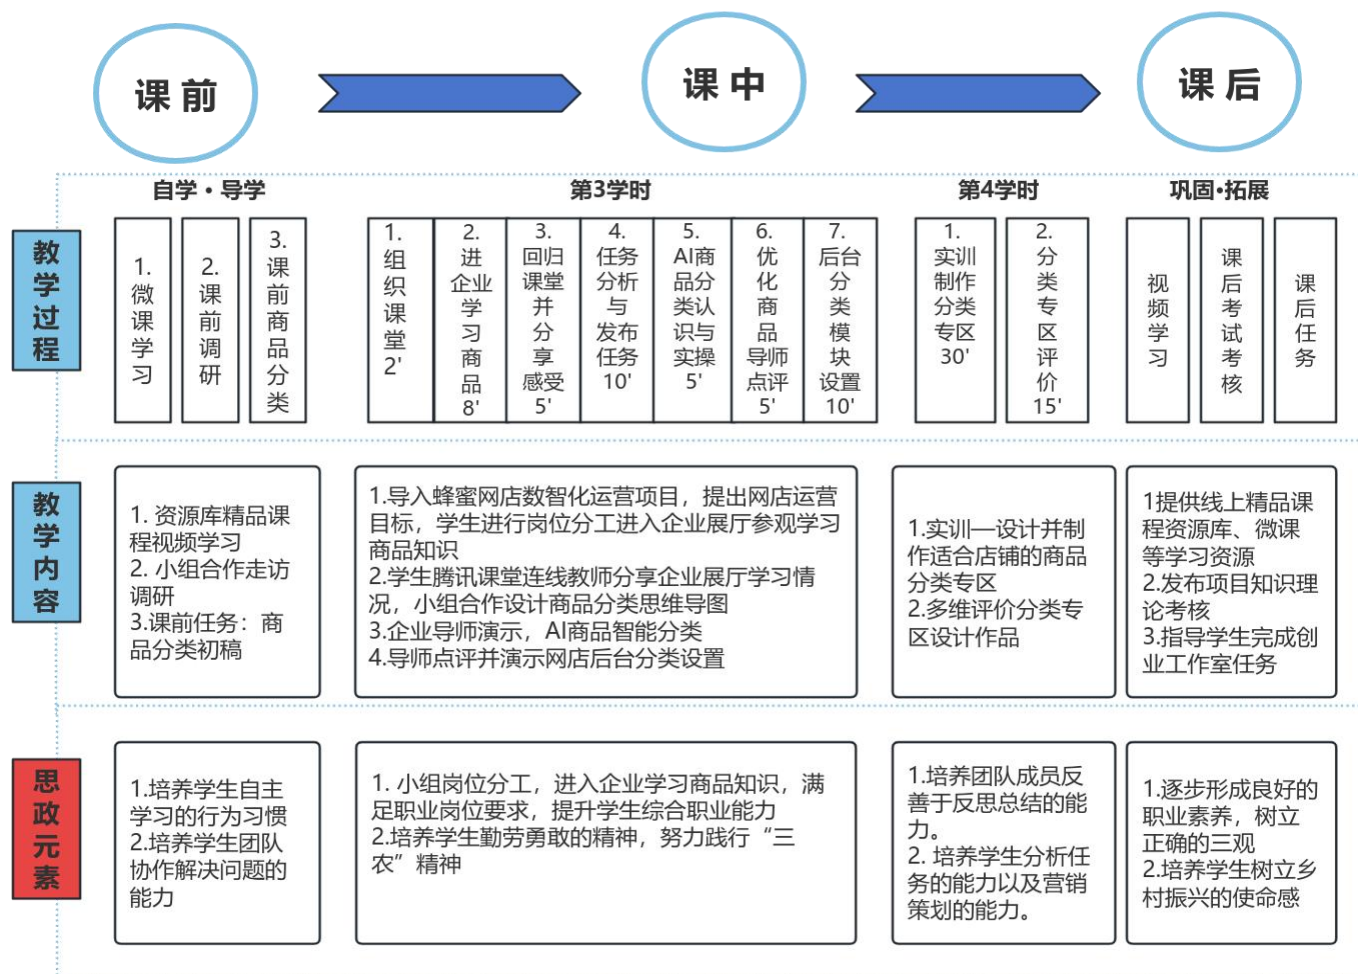 课前
课中
课后
自学·导学
第3学时
第4学时
巩固·拓展
教学过程
1.微课学习
2.课前调研
3.课前商品分类
1.组织课堂2'
2.进企业学习商品8'
3.回归课堂并分享感受5'
4.任务分析与发布任务10'
5.AI商品分类认识与实操5'
6.优化商品导师点评5'
7.后台分类模块设置10'
1.实训制作分类专区30'
2.分类专区评价15'
视频学习
课后考试考核
课后任务
教学内容
1. 资源库精品课
程视频学习
2. 小组合作走访
调研
3.课前任务：商
品分类初稿
1.导入蜂蜜网店数智化运营项目，提出网店运营
目标，学生进行岗位分工进入企业展厅参观学习
商品知识
2.学生腾讯课堂连线教师分享企业展厅学习情
况，小组合作设计商品分类思维导图
3.企业导师演示，AI商品智能分类
4.导师点评并演示网店后台分类设置
1.实训—设计并制
作适合店铺的商品
分类专区
2.多维评价分类专
区设计作品
1提供线上精品课
程资源库、微课
等学习资源
2.发布项目知识理
论考核
3.指导学生完成创
业工作室任务
思政元素
1.培养学生自主
学习的行为习惯
2.培养学生团队
协作解决问题的
能力
1. 小组岗位分工，进入企业学习商品知识，满
足职业岗位要求，提升学生综合职业能力
2.培养学生勤劳勇敢的精神，努力践行“三
农”精神
1.培养团队成员反
善于反思总结的能
力。
2. 培养学生分析任
务的能力以及营销
策划的能力。
1.逐步形成良好的
职业素养，树立
正确的三观
2.培养学生树立乡
村振兴的使命感